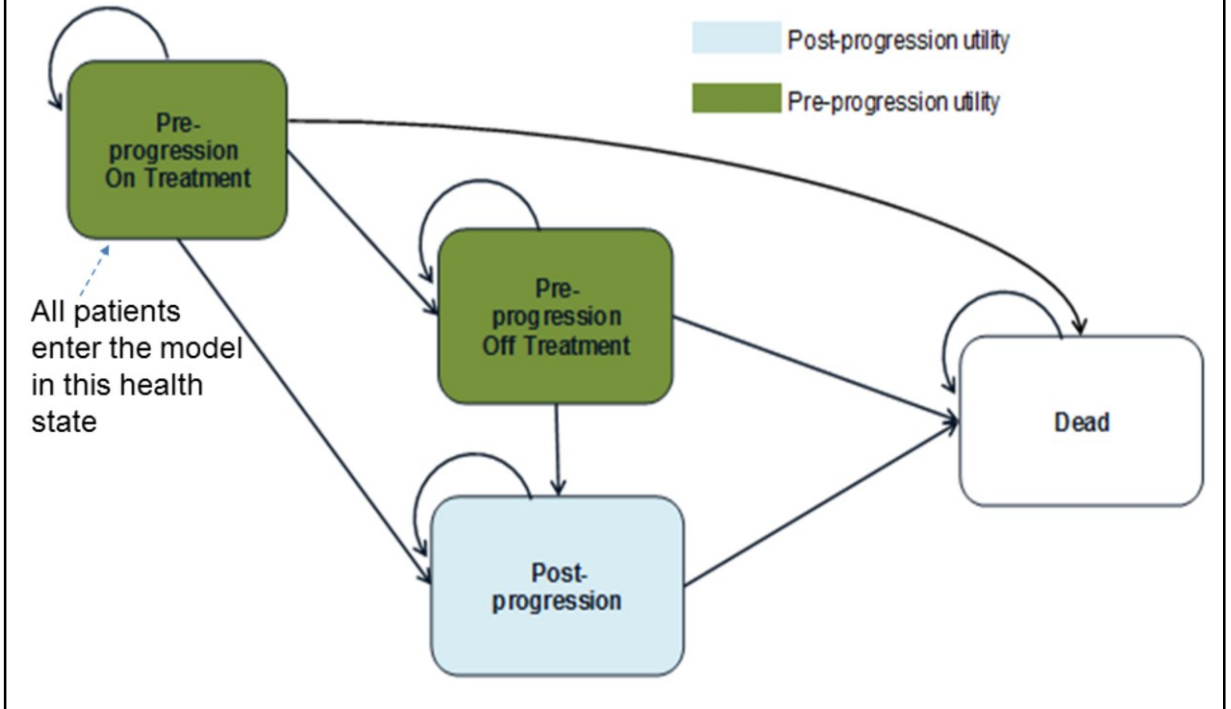 Post-progression utility
Pre-progression utility
Pre-
progression
On Treatment
All patients
enter the model
in this health
state
Pre-
progression
Off Treatment
Dead
Post-
progression